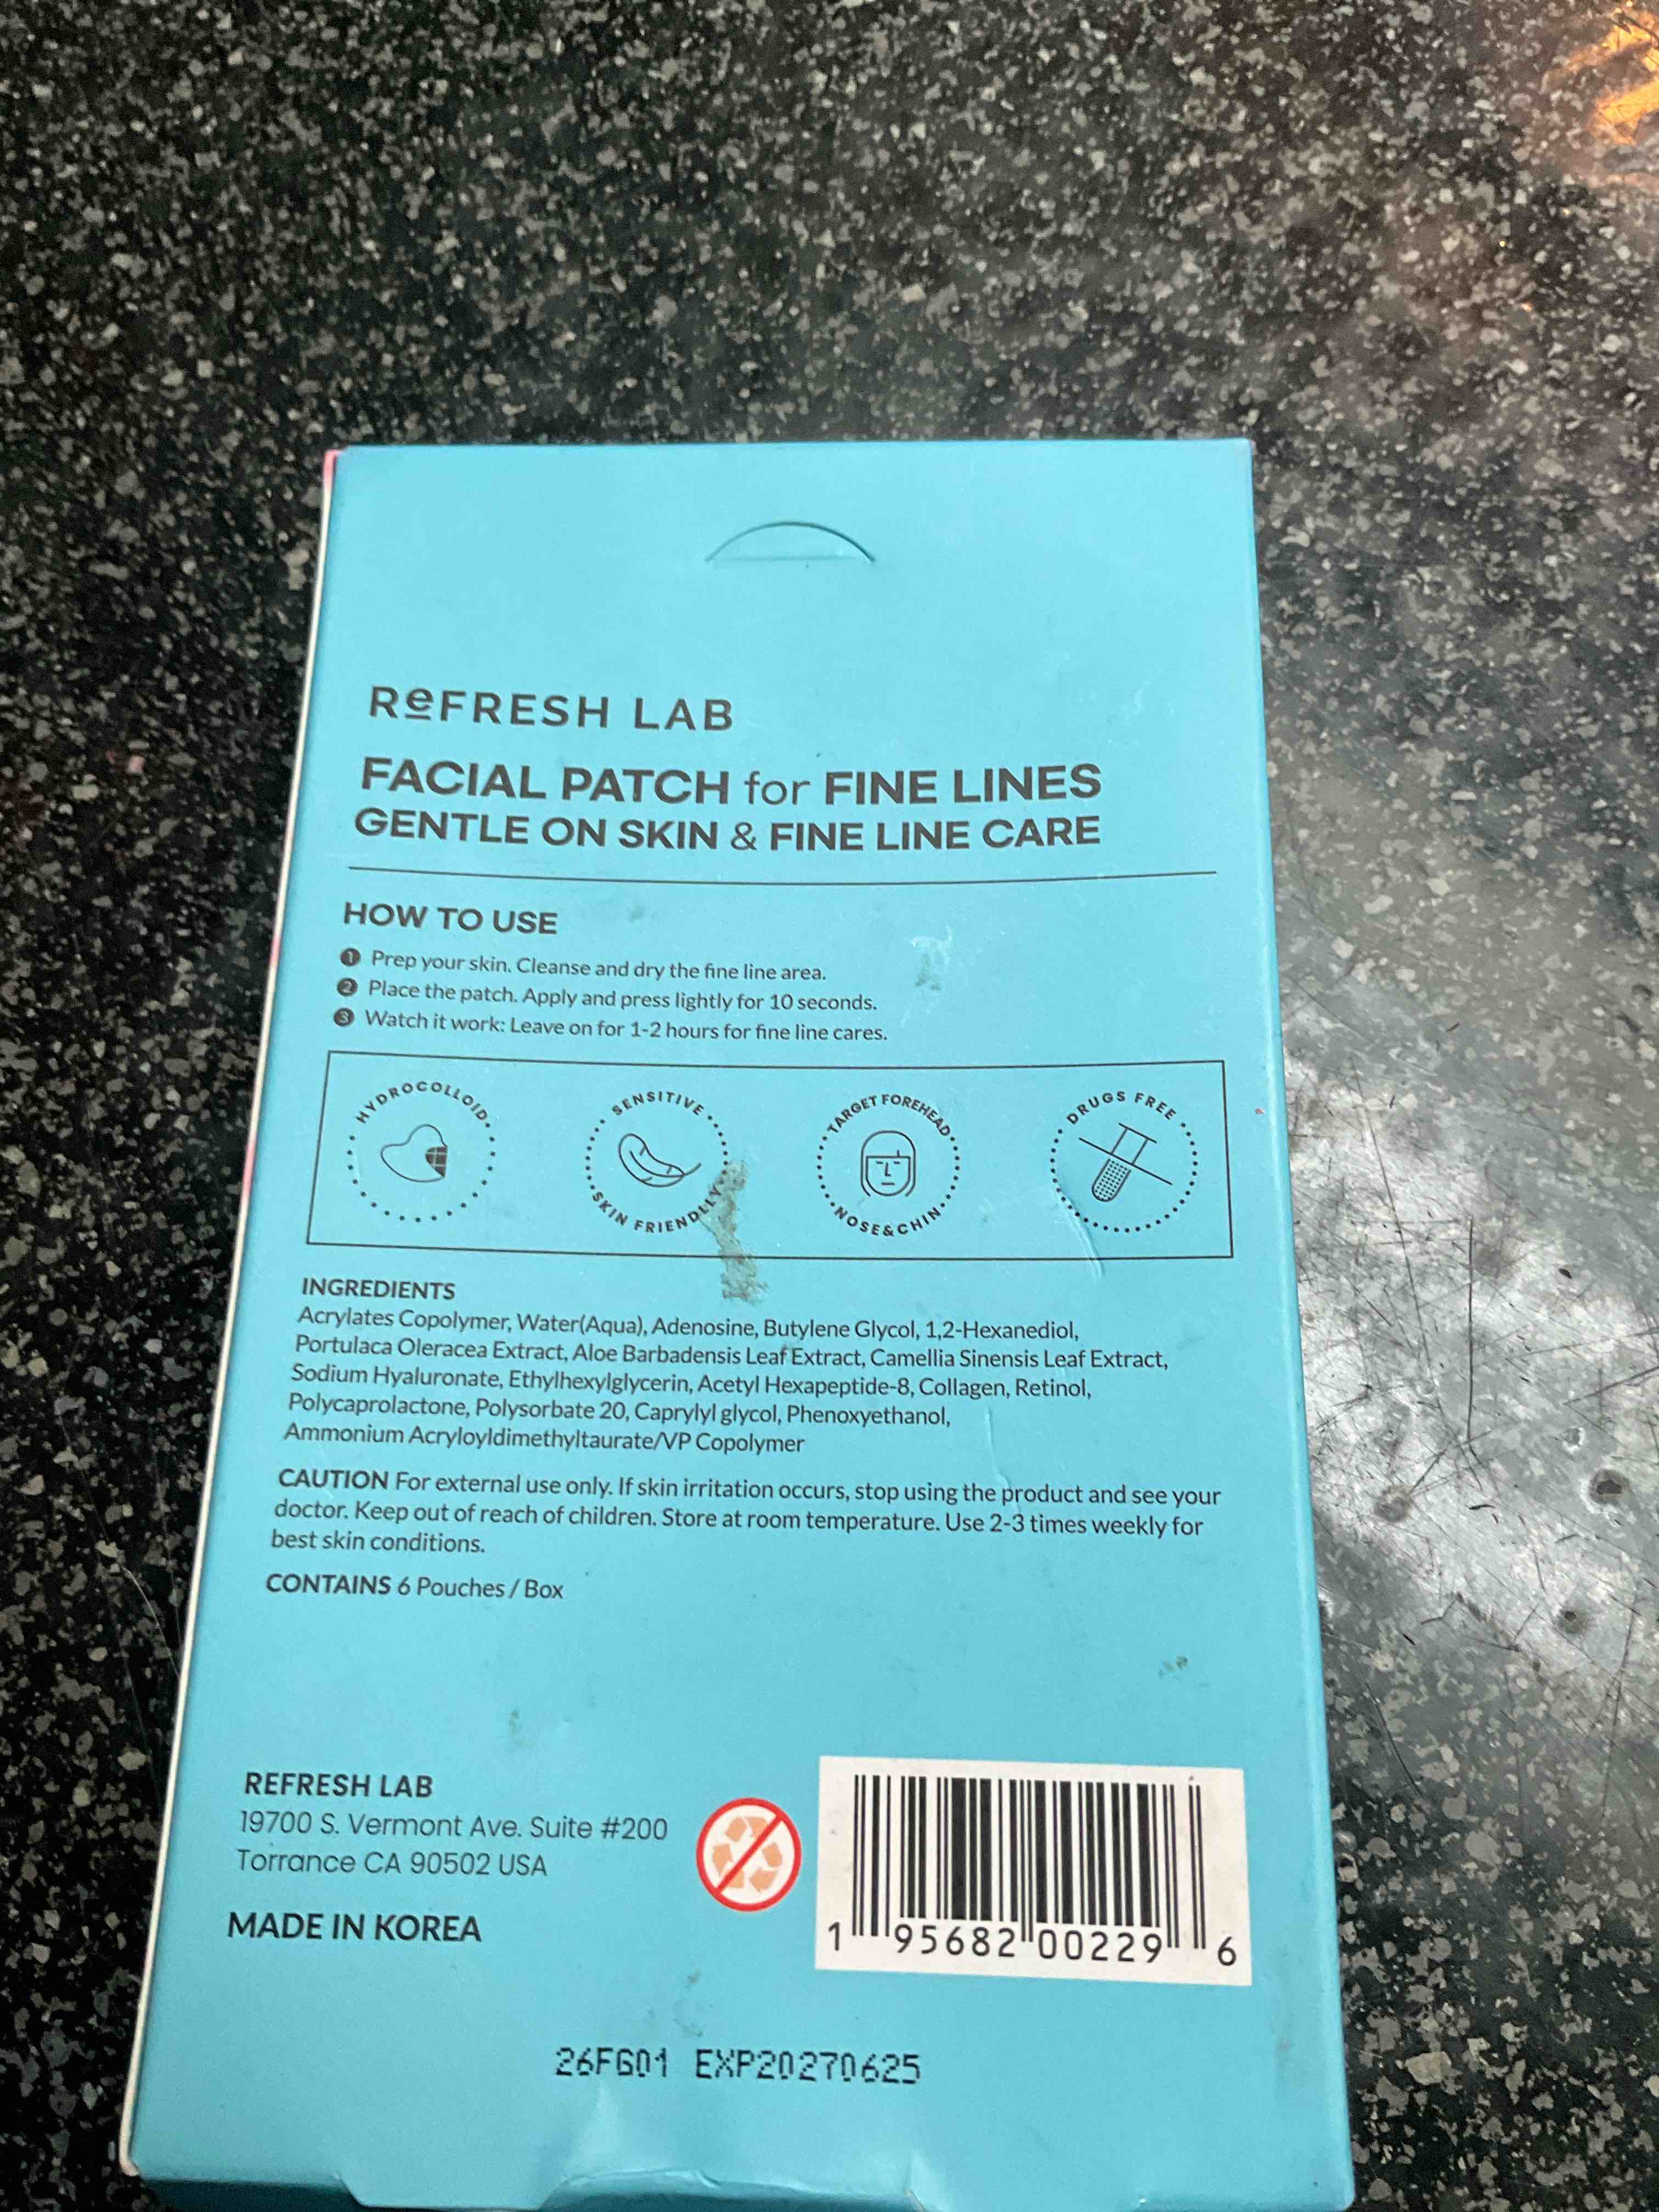 ReFRESH LAB
FACIAL PATCH for FINE LINES
GENTLE ON SKIN & FINE LINE CARE
HOW TO USE
1 Prep your skin. Cleanse and dry the fine line area.
2 Place the patch. Apply and press lightly for 10 seconds.
3 Watch it work: Leave on for 1-2 hours for fine line cares.
HYDROCOLLOID
SENSITIVE
SKIN FRIENDLLY
TARGET FOREHEAD
NOSE&CHIN
DRUGS FREE
INGREDIENTS
Acrylates Copolymer, Water(Aqua), Adenosine, Butylene Glycol, 1,2-Hexanediol,
Portulaca Oleracea Extract, Aloe Barbadensis Leaf Extract, Camellia Sinensis Leaf Extract,
Sodium Hyaluronate, Ethylhexylglycerin, Acetyl Hexapeptide-8, Collagen, Retinol,
Polycaprolactone, Polysorbate 20, Caprylyl glycol, Phenoxyethanol,
Ammonium Acryloyldimethyltaurate/VP Copolymer
CAUTION For external use only. If skin irritation occurs, stop using the product and see your
doctor. Keep out of reach of children. Store at room temperature. Use 2-3 times weekly for
best skin conditions.
CONTAINS 6 Pouches / Box
REFRESH LAB
19700 S. Vermont Ave. Suite #200
Torrance CA 90502 USA
MADE IN KOREA
1 95682 00229 6
26FG01 EXP20270625